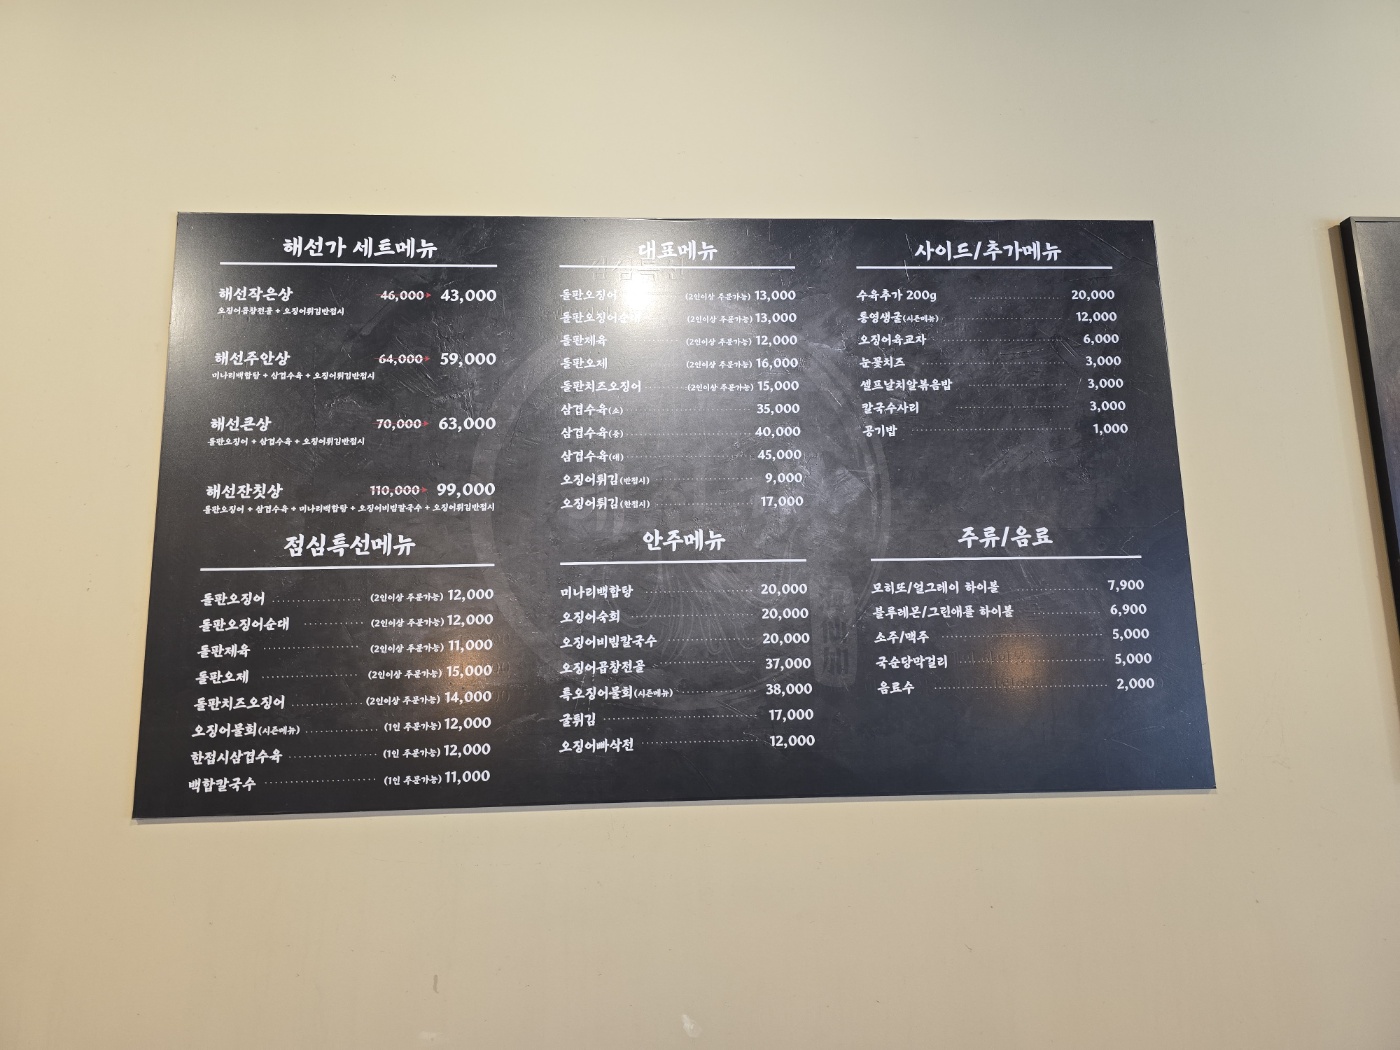 해선가 세트메뉴
해선작은상 46,000 43,000
오징어곱창전골 + 오징어튀김반접시
해선주안상 64,000 59,000
미나리백합탕 + 삼겹수육 + 오징어튀김반접시
해선큰상 70,000 63,000
돌판오징어 + 삼겹수육 + 오징어튀김반접시
해선잔칫상 110,000 99,000
돌판오징어 + 삼겹수육 + 미나리백합탕 + 오징어비빔칼국수 + 오징어튀김반접시
점심특선메뉴
돌판오징어 (2인이상 주문가능) 12,000
돌판오징어순대 (2인이상 주문가능) 12,000
돌판제육 (2인이상 주문가능) 11,000
돌판오제 (2인이상 주문가능) 15,000
돌판치즈오징어 (2인이상 주문가능) 14,000
오징어물회(시즌메뉴) (1인 주문가능) 12,000
한접시삼겹수육 (1인 주문가능) 12,000
백합칼국수 (1인 주문가능) 11,000
대표메뉴
돌판오징어 (2인이상 주문가능) 13,000
돌판오징어순대 (2인이상 주문가능) 13,000
돌판제육 (2인이상 주문가능) 12,000
돌판오제 (2인이상 주문가능) 16,000
돌판치즈오징어 (2인이상 주문가능) 15,000
삼겹수육(소) 35,000
삼겹수육(중) 40,000
삼겹수육(대) 45,000
오징어튀김(반접시) 9,000
오징어튀김(한접시) 17,000
안주메뉴
미나리백합탕 20,000
오징어숙회 20,000
오징어비빔칼국수 20,000
오징어곱창전골 37,000
특오징어물회(시즌메뉴) 38,000
굴튀김 17,000
오징어빠삭전 12,000
사이드/추가메뉴
수육추가 200g 20,000
통영생굴(시즌메뉴) 12,000
오징어육교자 6,000
눈꽃치즈 3,000
셀프날치알볶음밥 3,000
칼국수사리 3,000
공기밥 1,000
주류/음료
모히또/얼그레이 하이볼 7,900
블루레몬/그린애플 하이볼 6,900
소주/맥주 5,000
국순당막걸리 5,000
음료수 2,000